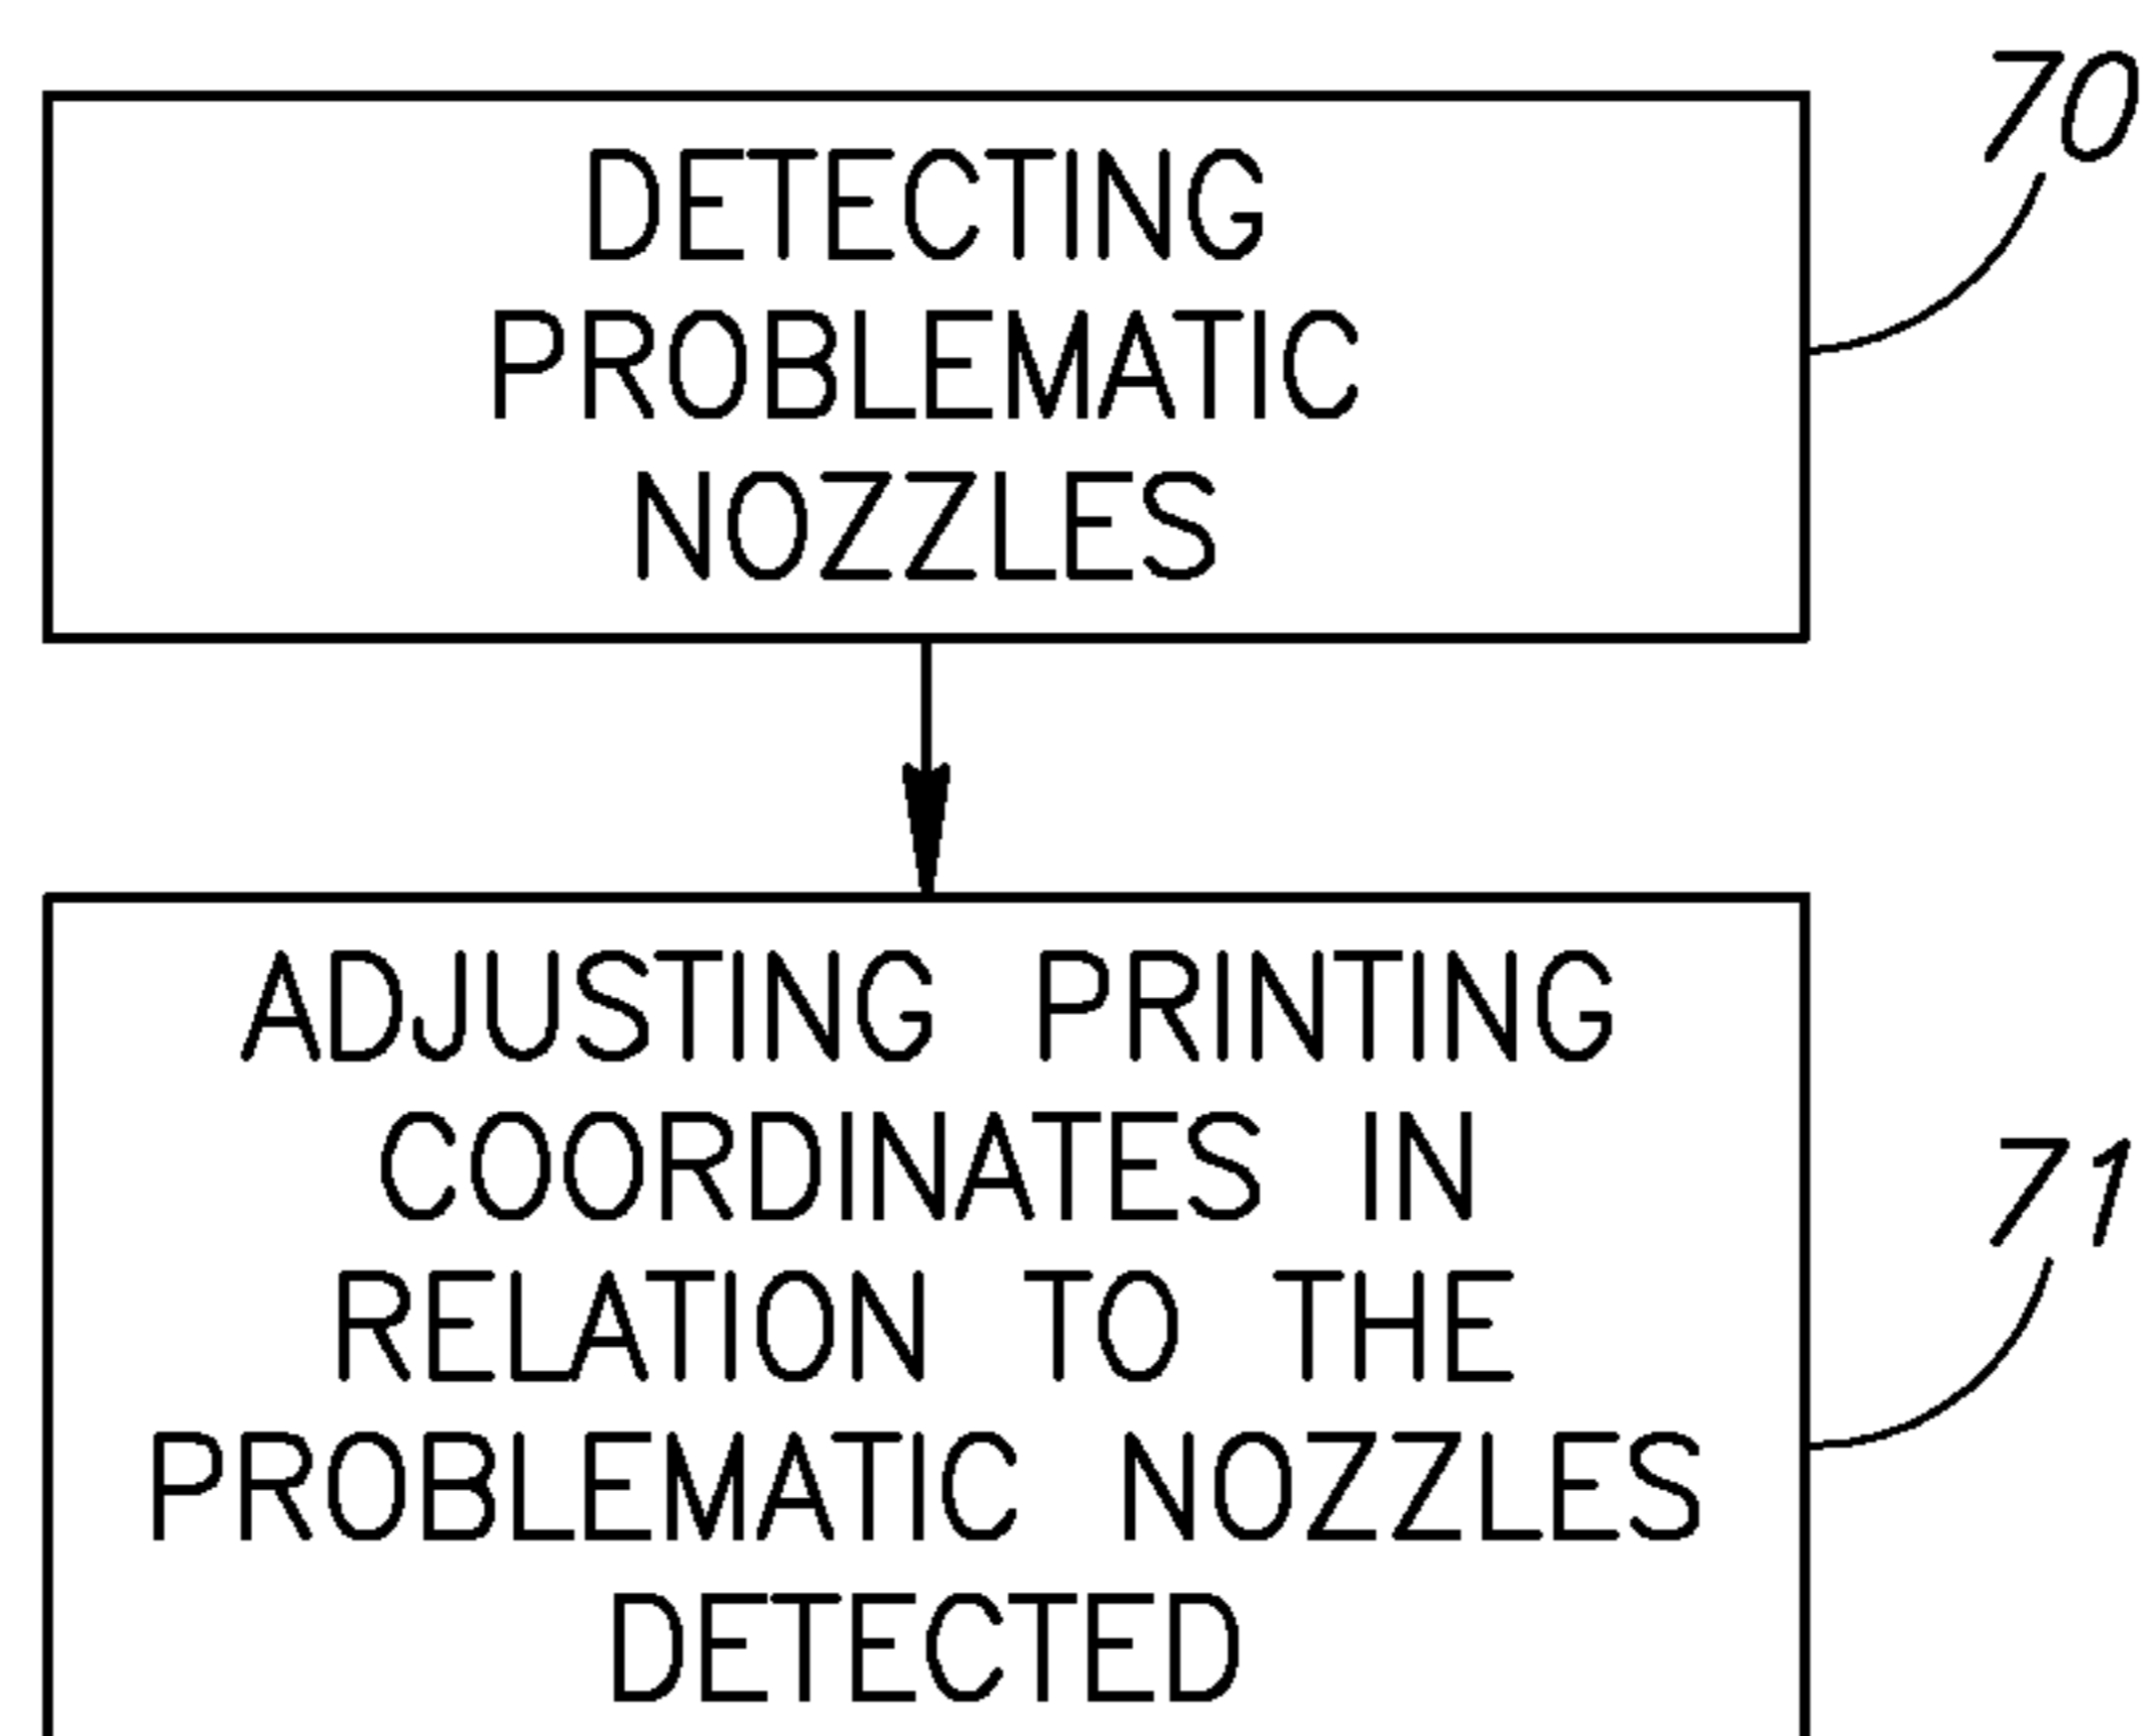 70
DETECTING
PROBLEMATIC
NOZZLES
ADJUSTING PRINTING
COORDINATES IN
RELATION TO THE
PROBLEMATIC NOZZLES
DETECTED
71